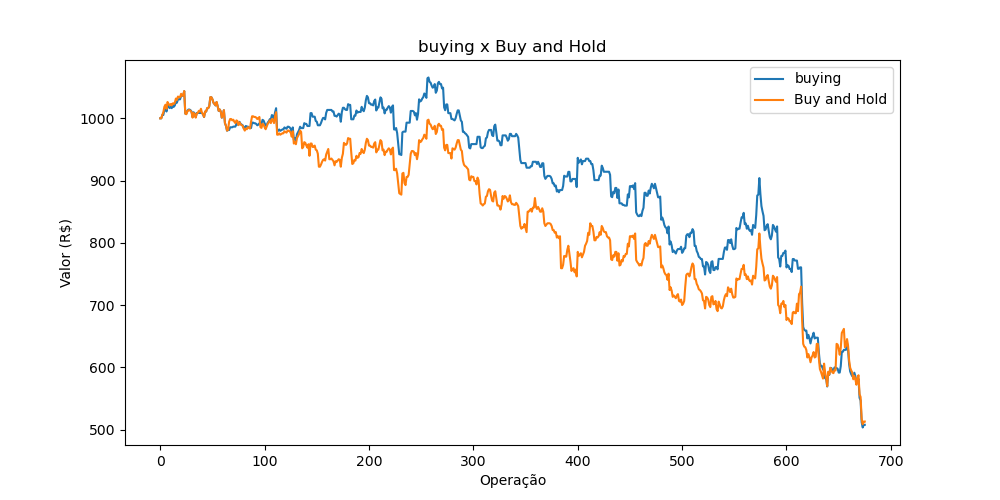 buying x Buy and Hold
buying
Buy and Hold
Valor (R$)
1000
900
800
700
600
500
0 100 200 300 400 500 600 700
Operação